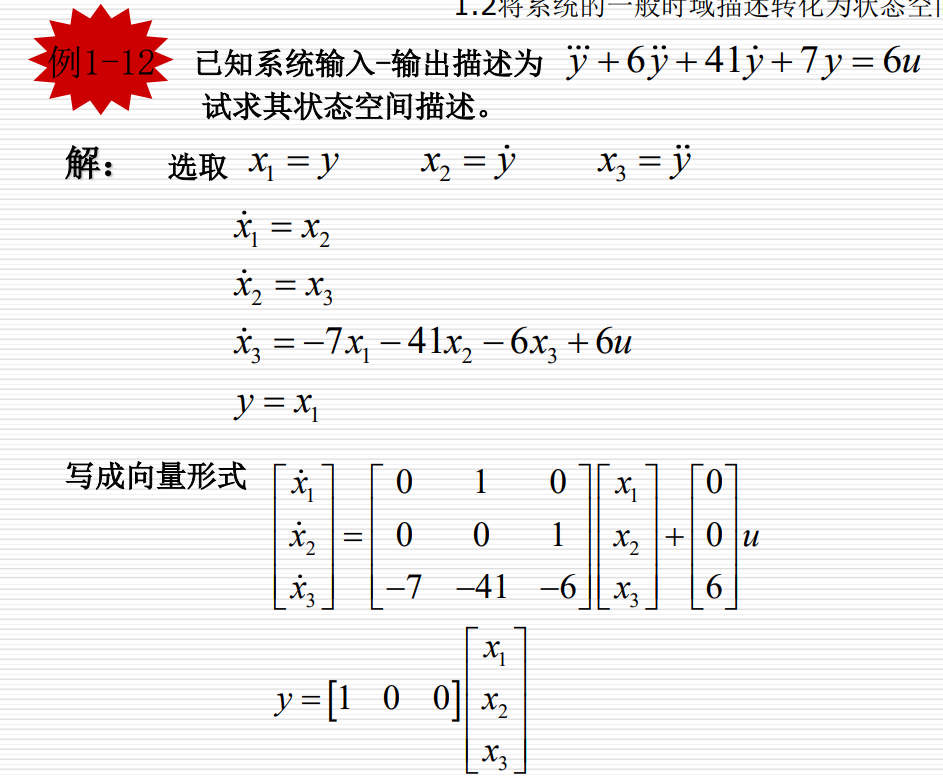 1.2将系统的一般时域描述转化为状态空
例1-12 已知系统输入-输出描述为 $\dddot{y}+6\ddot{y}+41\dot{y}+7y=6u$
试求其状态空间描述。
解： 选取 $x_1=y \quad x_2=\dot{y} \quad x_3=\ddot{y}$
$\dot{x}_1=x_2$
$\dot{x}_2=x_3$
$\dot{x}_3=-7x_1-41x_2-6x_3+6u$
$y=x_1$
写成向量形式 $\begin{bmatrix}\dot{x}_1\\ \dot{x}_2\\ \dot{x}_3\end{bmatrix}=\begin{bmatrix}0&1&0\\0&0&1\\-7&-41&-6\end{bmatrix}\begin{bmatrix}x_1\\x_2\\x_3\end{bmatrix}+\begin{bmatrix}0\\0\\6\end{bmatrix}u$
$y=\begin{bmatrix}1&0&0\end{bmatrix}\begin{bmatrix}x_1\\x_2\\x_3\end{bmatrix}$